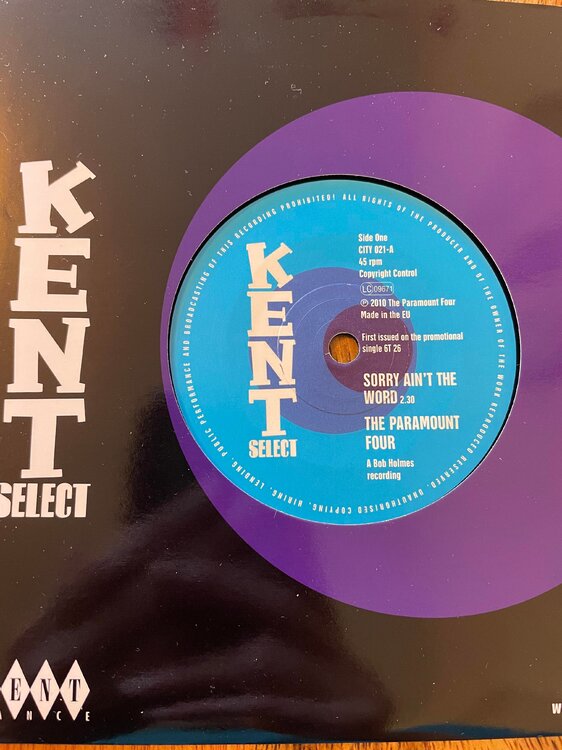 KENT
SELECT
ENT
ANCE
W
KENT
SELECT
UNAUTHORISED COPYING, HIRING, LENDING, PUBLIC PERFORMANCE AND BROADCASTING OF THIS RECORDING PROHIBITED! ALL RIGHTS OF THE PRODUCER AND OF THE OWNER OF THE WORK REPRODUCED RESERVED.
Side One
CITY 021-A
45 rpm
Copyright Control
LC 09671
℗ 2010 The Paramount Four
Made in the EU
First issued on the promotional
single 6T 26
SORRY AIN'T THE
WORD 2.30
THE PARAMOUNT
FOUR
A Bob Holmes
recording